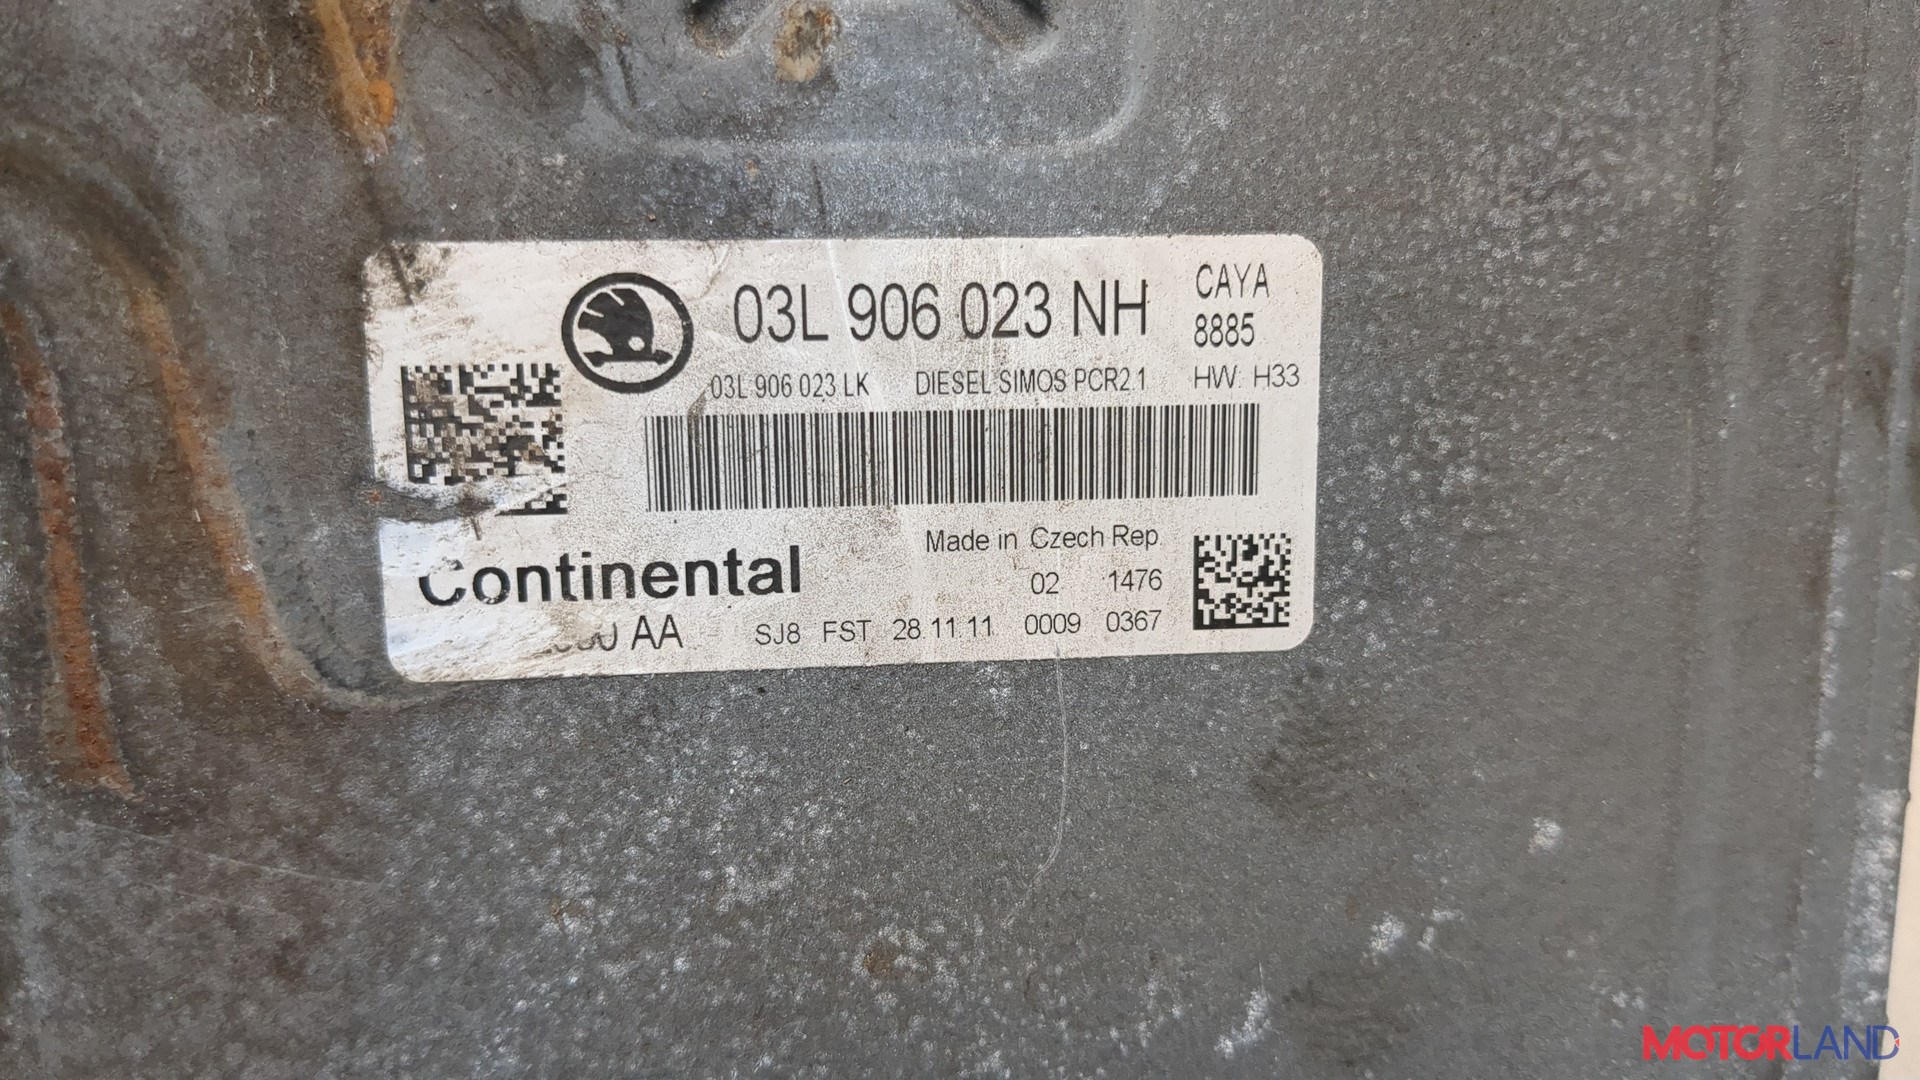 03L 906 023 NH CAYA
8885
03L 906 023 LK DIESEL SIMOS PCR2.1 HW: H33
Made in Czech Rep.
Continental
02 1476
AA SJ8 FST 28.11.11 0009 0367
MOTORLAND